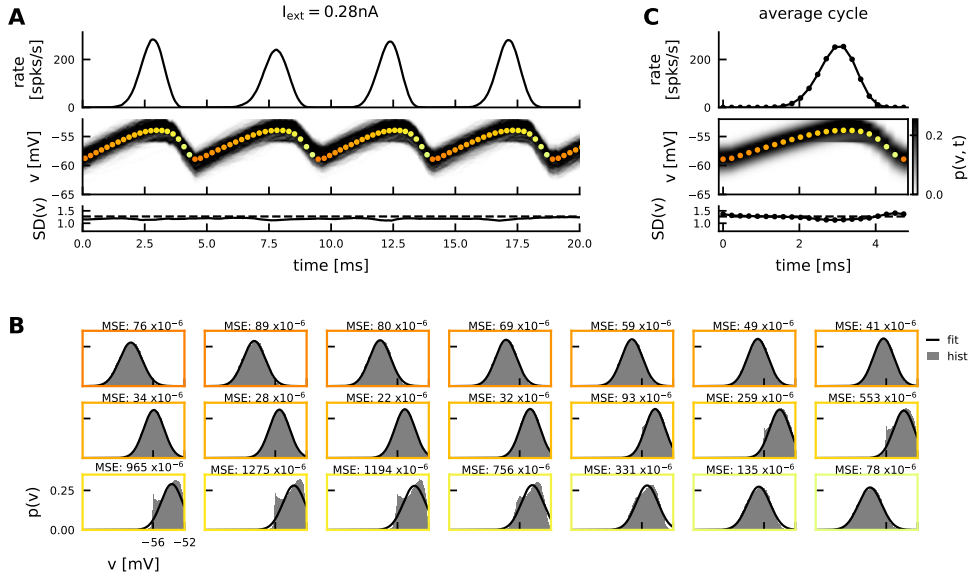 A
I_ext = 0.28nA
rate
[spks/s]
200
0
v [mV]
−55
−60
−65
SD(v)
1.5
1.0
0.0 2.5 5.0 7.5 10.0 12.5 15.0 17.5 20.0
time [ms]
C
average cycle
rate
[spks/s]
200
0
v [mV]
−55
−60
−65
0.2
0.0
p(v, t)
SD(v)
1.5
1.0
0 2 4
time [ms]
B
MSE: 76 x10⁻⁶ MSE: 89 x10⁻⁶ MSE: 80 x10⁻⁶ MSE: 69 x10⁻⁶ MSE: 59 x10⁻⁶ MSE: 49 x10⁻⁶ MSE: 41 x10⁻⁶
fit
hist
MSE: 34 x10⁻⁶ MSE: 28 x10⁻⁶ MSE: 22 x10⁻⁶ MSE: 32 x10⁻⁶ MSE: 93 x10⁻⁶ MSE: 259 x10⁻⁶ MSE: 553 x10⁻⁶
MSE: 965 x10⁻⁶ MSE: 1275 x10⁻⁶ MSE: 1194 x10⁻⁶ MSE: 756 x10⁻⁶ MSE: 331 x10⁻⁶ MSE: 135 x10⁻⁶ MSE: 78 x10⁻⁶
p(v)
0.25
0.00
−56 −52
v [mV]